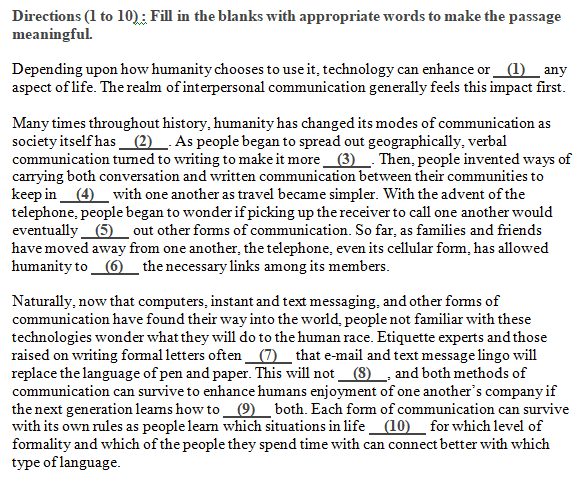 Directions (1 to 10) : Fill in the blanks with appropriate words to make the passage
meaningful.
Depending upon how humanity chooses to use it, technology can enhance or __(1)__ any
aspect of life. The realm of interpersonal communication generally feels this impact first.
Many times throughout history, humanity has changed its modes of communication as
society itself has __(2)__. As people began to spread out geographically, verbal
communication turned to writing to make it more __(3)__. Then, people invented ways of
carrying both conversation and written communication between their communities to
keep in __(4)__ with one another as travel became simpler. With the advent of the
telephone, people began to wonder if picking up the receiver to call one another would
eventually __(5)__ out other forms of communication. So far, as families and friends
have moved away from one another, the telephone, even its cellular form, has allowed
humanity to __(6)__ the necessary links among its members.
Naturally, now that computers, instant and text messaging, and other forms of
communication have found their way into the world, people not familiar with these
technologies wonder what they will do to the human race. Etiquette experts and those
raised on writing formal letters often __(7)__ that e-mail and text message lingo will
replace the language of pen and paper. This will not __(8)__, and both methods of
communication can survive to enhance humans enjoyment of one another's company if
the next generation learns how to __(9)__ both. Each form of communication can survive
with its own rules as people learn which situations in life __(10)__ for which level of
formality and which of the people they spend time with can connect better with which
type of language.